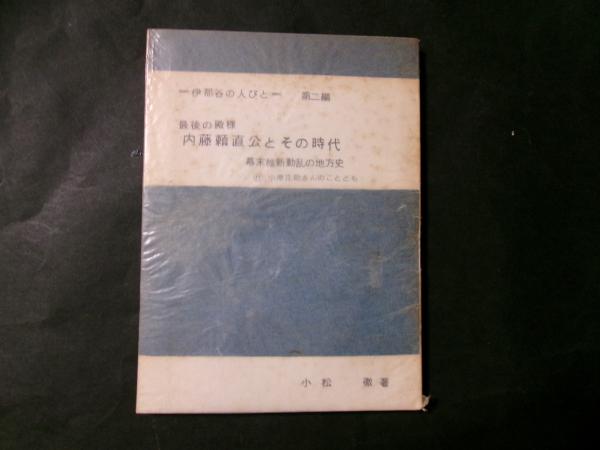 ━伊那谷の人びと━ 第二編
最後の殿様
内藤頼直公とその時代
幕末維新動乱の地方史
小松 徹著